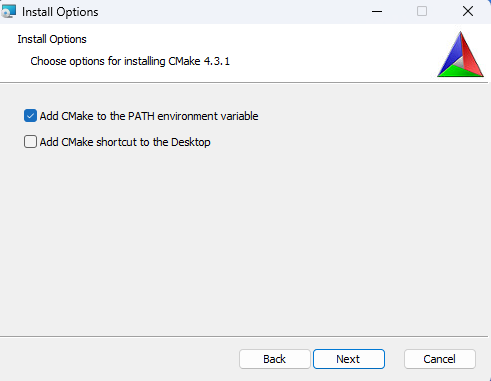 Install Options
Install Options
Choose options for installing CMake 4.3.1
Add CMake to the PATH environment variable
Add CMake shortcut to the Desktop
Back
Next
Cancel